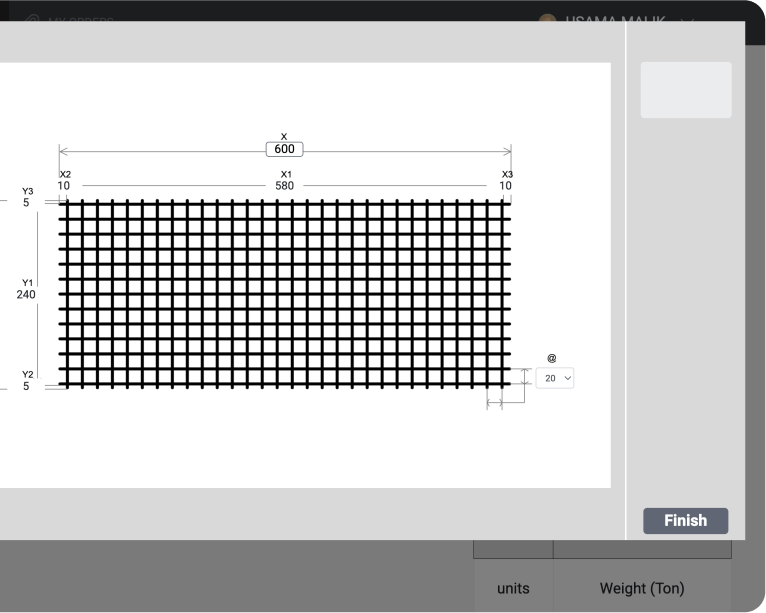 MY ORDERS
USAMA MALIK
X
600
X2
X1
X3
10
580
10
Y3
5
Y1
240
Y2
5
@
20
Finish
units
Weight (Ton)